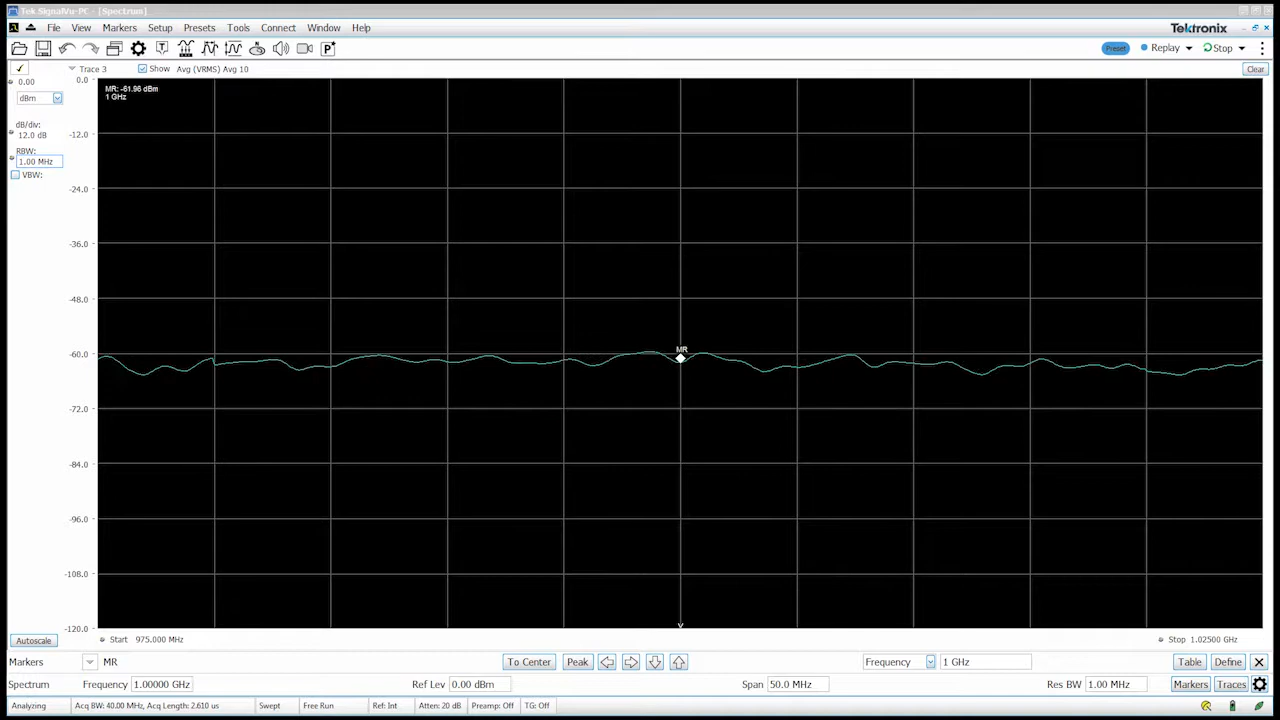 Tek SignalVu-PC - [Spectrum]
File View Markers Setup Presets Tools Connect Window Help
Tektronix
Preset Replay Stop
Trace 3 Show Avg (VRMS) Avg 10 Clear
0.00
dBm
dB/div:
12.0 dB
RBW:
1.00 MHz
VBW:
MR: -61.96 dBm
1 GHz
0.0
-12.0
-24.0
-36.0
-48.0
-60.0
-72.0
-84.0
-96.0
-108.0
-120.0
MR
Autoscale Start 975.000 MHz Stop 1.02500 GHz
Markers MR To Center Peak Frequency 1 GHz Table Define
Spectrum Frequency 1.00000 GHz Ref Lev 0.00 dBm Span 50.0 MHz Res BW 1.00 MHz Markers Traces
Analyzing Acq BW: 40.00 MHz, Acq Length: 2.610 us Swept Free Run Ref: Int Atten: 20 dB Preamp: Off TG: Off